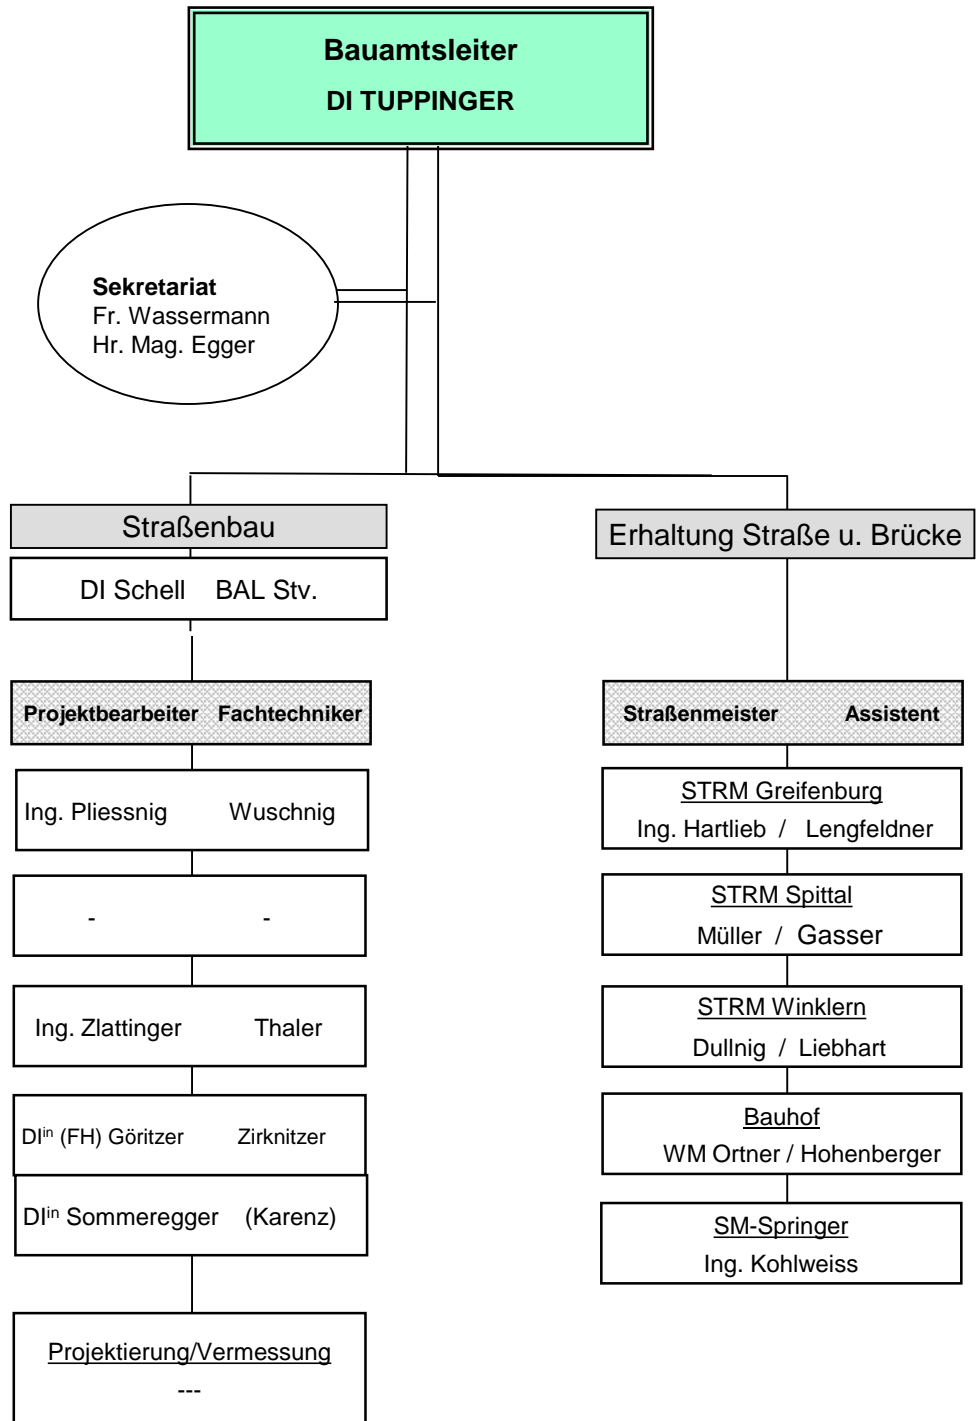 Bauamtsleiter
DI TUPPINGER
Sekretariat
Fr. Wassermann
Hr. Mag. Egger
Straßenbau
DI Schell BAL Stv.
Projektbearbeiter Fachtechniker
Ing. Pliessnig Wuschnig
- -
Ing. Zlattinger Thaler
DIin (FH) Göritzer Zirknitzer
DIin Sommeregger (Karenz)
Projektierung/Vermessung
---
Erhaltung Straße u. Brücke
Straßenmeister Assistent
STRM Greifenburg
Ing. Hartlieb / Lengfeldner
STRM Spittal
Müller / Gasser
STRM Winklern
Dullnig / Liebhart
Bauhof
WM Ortner / Hohenberger
SM-Springer
Ing. Kohlweiss